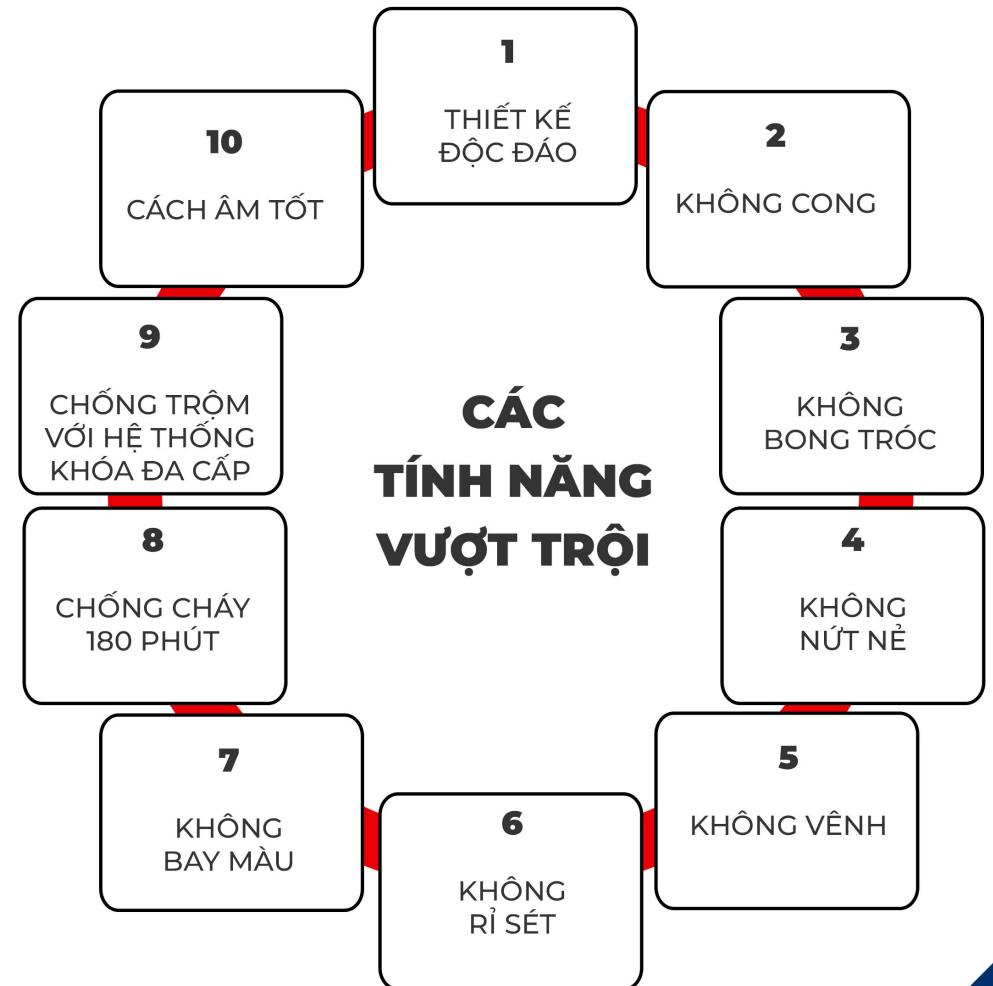 1
THIẾT KẾ
ĐỘC ĐÁO
2
KHÔNG CONG
3
KHÔNG
BONG TRÓC
4
KHÔNG
NỨT NẺ
5
KHÔNG VÊNH
6
KHÔNG
RỈ SÉT
7
KHÔNG
BAY MÀU
8
CHỐNG CHÁY
180 PHÚT
9
CHỐNG TRỘM
VỚI HỆ THỐNG
KHÓA ĐA CẤP
10
CÁCH ÂM TỐT
CÁC
TÍNH NĂNG
VƯỢT TRỘI